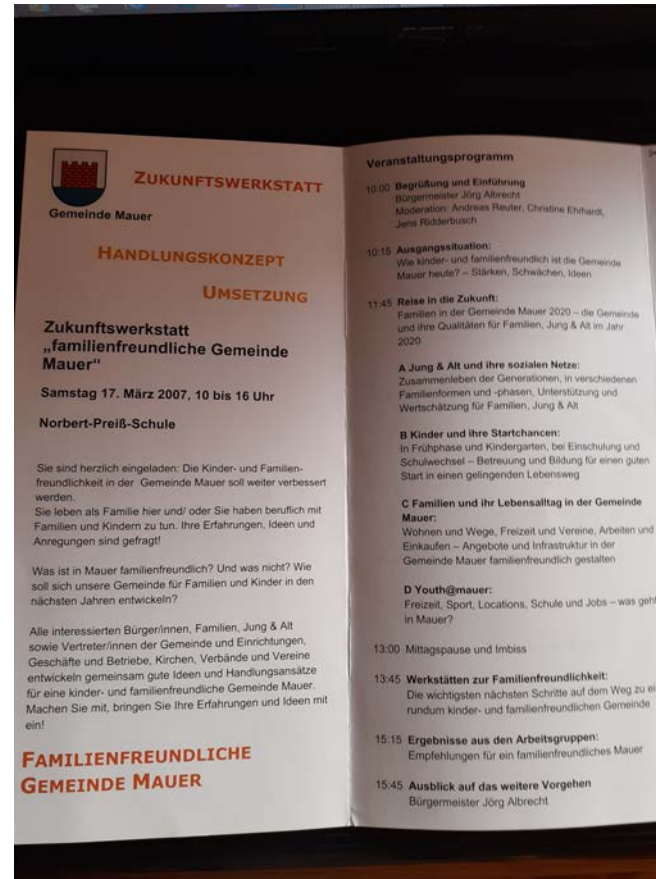 ZUKUNFTSWERKSTATT
Gemeinde Mauer
HANDLUNGSKONZEPT
UMSETZUNG
Zukunftswerkstatt
„familienfreundliche Gemeinde
Mauer“
Samstag 17. März 2007, 10 bis 16 Uhr
Norbert-Preiß-Schule
Sie sind herzlich eingeladen: Die Kinder- und Familien-
freundlichkeit in der Gemeinde Mauer soll weiter verbessert
werden.
Sie leben als Familie hier und/ oder Sie haben beruflich mit
Familien und Kindern zu tun. Ihre Erfahrungen, Ideen und
Anregungen sind gefragt!
Was ist in Mauer familienfreundlich? Und was nicht? Wie
soll sich unsere Gemeinde für Familien und Kinder in den
nächsten Jahren entwickeln?
Alle interessierten Bürger/innen, Familien, Jung & Alt
sowie Vertreter/innen der Gemeinde und Einrichtungen,
Geschäfte und Betriebe, Kirchen, Verbände und Vereine
entwickeln gemeinsam gute Ideen und Handlungsansätze
für eine kinder- und familienfreundliche Gemeinde Mauer.
Machen Sie mit, bringen Sie Ihre Erfahrungen und Ideen mit
ein!
FAMILIENFREUNDLICHE
GEMEINDE MAUER
Veranstaltungsprogramm
10:00 Begrüßung und Einführung
Bürgermeister Jörg Albrecht
Moderation: Andreas Reuter, Christine Ehrhardt,
Jens Ridderbusch
10:15 Ausgangssituation:
Wie kinder- und familienfreundlich ist die Gemeinde
Mauer heute? – Stärken, Schwächen, Ideen
11:45 Reise in die Zukunft:
Familien in der Gemeinde Mauer 2020 – die Gemeinde
und ihre Qualitäten für Familien, Jung & Alt im Jahr
2020
A Jung & Alt und ihre sozialen Netze:
Zusammenleben der Generationen, in verschiedenen
Familienformen und -phasen, Unterstützung und
Wertschätzung für Familien, Jung & Alt
B Kinder und ihre Startchancen:
In Frühphase und Kindergarten, bei Einschulung und
Schulwechsel – Betreuung und Bildung für einen guten
Start in einen gelingenden Lebensweg
C Familien und ihr Lebensalltag in der Gemeinde
Mauer:
Wohnen und Wege, Freizeit und Vereine, Arbeiten und
Einkaufen – Angebote und Infrastruktur in der
Gemeinde Mauer familienfreundlich gestalten
D Youth@mauer:
Freizeit, Sport, Locations, Schule und Jobs – was geht
in Mauer?
13:00 Mittagspause und Imbiss
13:45 Werkstätten zur Familienfreundlichkeit:
Die wichtigsten nächsten Schritte auf dem Weg zu ei
rundum kinder- und familienfreundlichen Gemeinde
15:15 Ergebnisse aus den Arbeitsgruppen:
Empfehlungen für ein familienfreundliches Mauer
15:45 Ausblick auf das weitere Vorgehen
Bürgermeister Jörg Albrecht